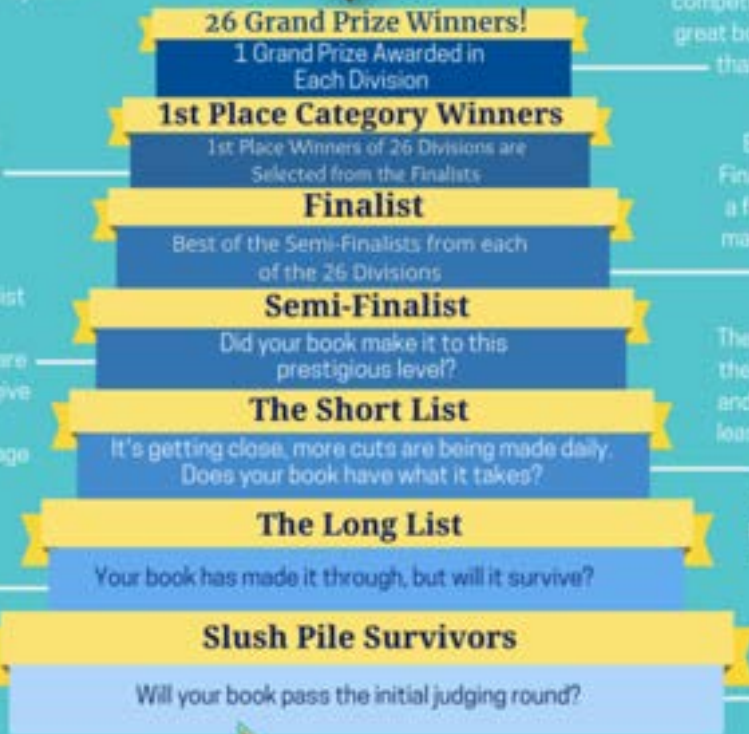 26 Grand Prize Winners!
1 Grand Prize Awarded in
Each Division
1st Place Category Winners
1st Place Winners of 26 Divisions are
Selected from the Finalists
Finalist
Best of the Semi-Finalists from each
of the 26 Divisions
Semi-Finalist
Did your book make it to this
prestigious level?
The Short List
It's getting close, more cuts are being made daily.
Does your book have what it takes?
The Long List
Your book has made it through, but will it survive?
Slush Pile Survivors
Will your book pass the initial judging round?